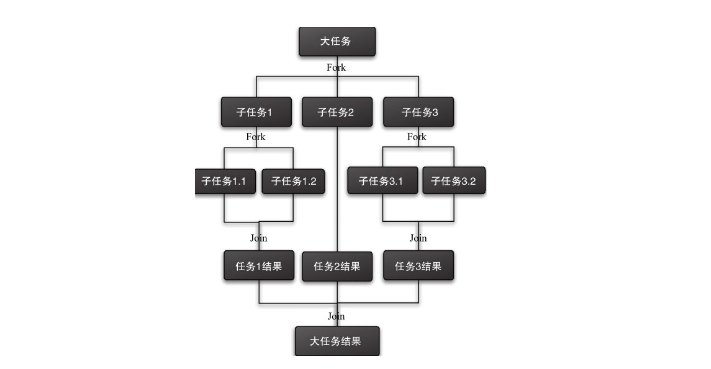 大任务
Fork
子任务1
子任务2
子任务3
Fork
Fork
子任务1.1
子任务1.2
子任务3.1
子任务3.2
Join
Join
任务1结果
任务2结果
任务3结果
Join
大任务结果